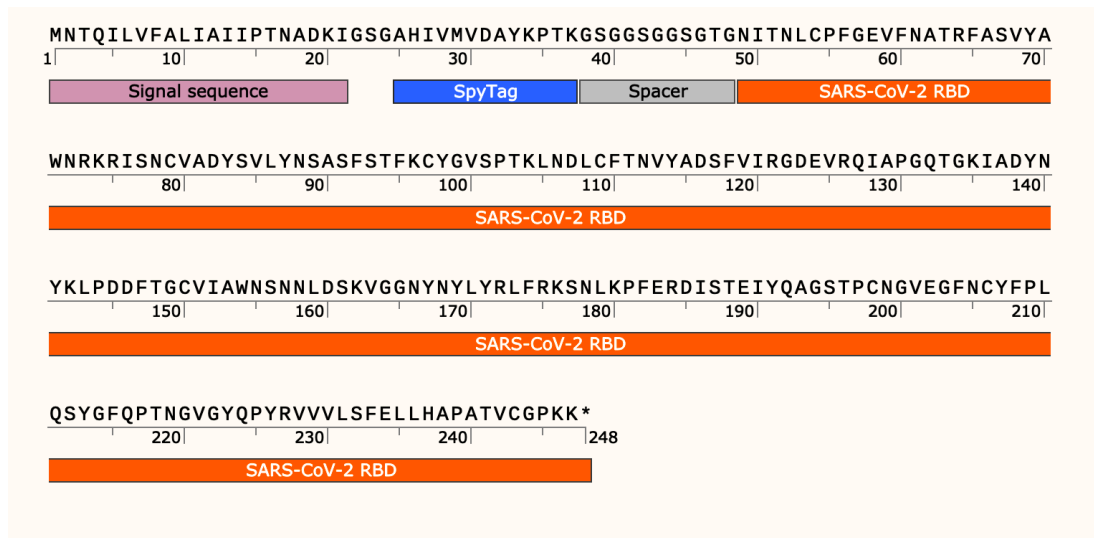 MNTQILVFALIAIIPTNADKIGSGAHIVMVDAYKPTKGSGGSGGSGTGNITNLCPFGEVFNATRFASVYA
1 10 20 30 40 50 60 70
Signal sequence SpyTag Spacer SARS-CoV-2 RBD
WNRKRISNCVADYSVLYNSASFSTFKCYGVSPTKLNDLCFTNVYADSFVIRGDEVRQIAPGQTGKIADYN
80 90 100 110 120 130 140
SARS-CoV-2 RBD
YKLPDDFTGCVIAWNSNNLDSKVGGNYNYLYRLFRKSNLKPFERDISTEIYQAGSTPCNGVEGFNCYFPL
150 160 170 180 190 200 210
SARS-CoV-2 RBD
QSYGFQPTNGVGYQPYRVVVLSFELLHAPATVCGPKK*
220 230 240 248
SARS-CoV-2 RBD